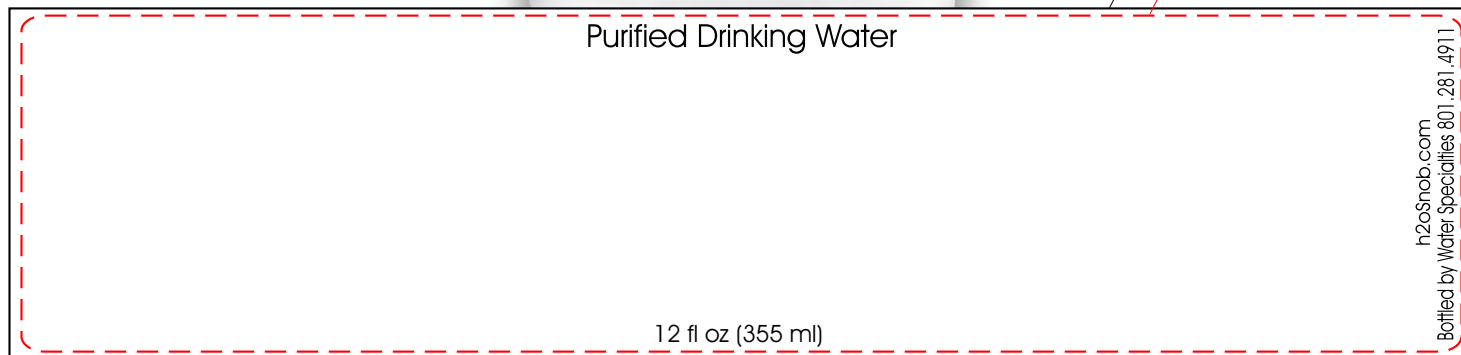 Purified Drinking Water
12 fl oz (355 ml)
h2oSnob.com
Bottled by Water Specialties 801.281.4911